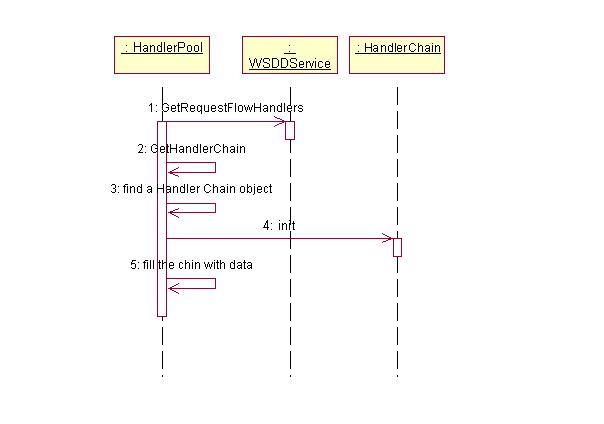 : HandlerPool
:
WSDDService
: HandlerChain
1: GetRequestFlowHandlers
2: GetHandlerChain
3: find a Handler Chain object
4: init
5: fill the chin with data